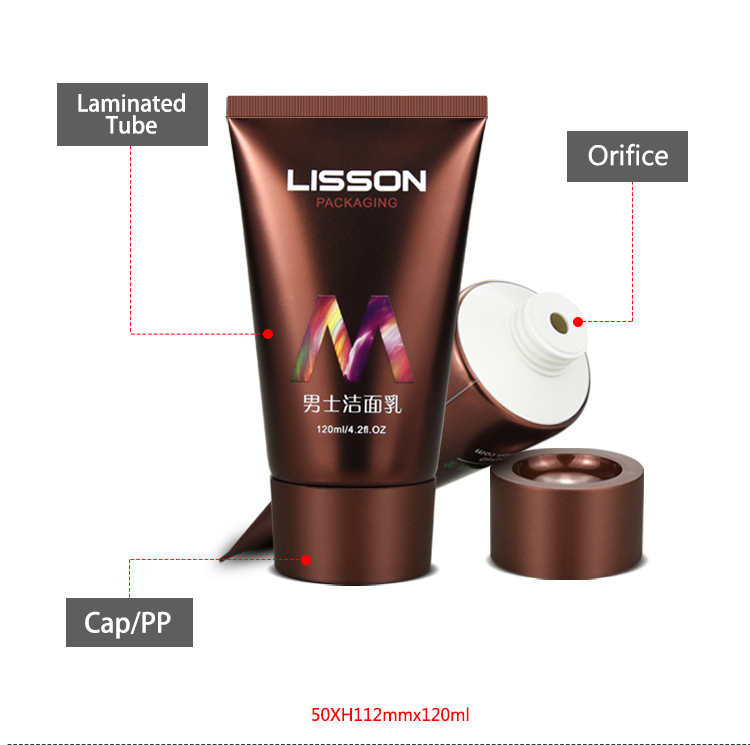 Laminated
Tube
Orifice
LISSON
PACKAGING
M
男士洁面乳
120ml/4.2fl.OZ
Cap/PP
50XH112mmx120ml